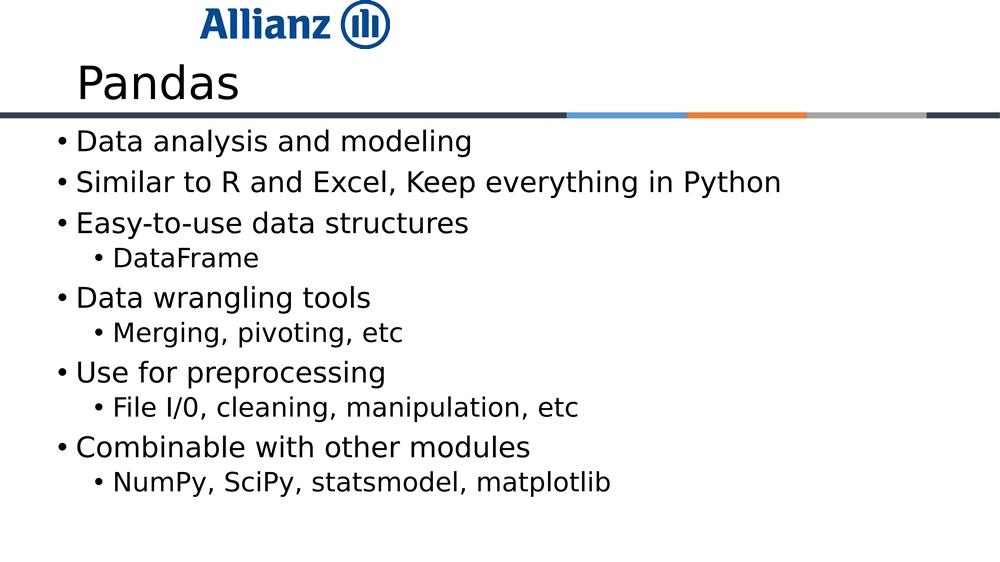 Allianz
Pandas
• Data analysis and modeling
• Similar to R and Excel, Keep everything in Python
• Easy-to-use data structures
• DataFrame
• Data wrangling tools
• Merging, pivoting, etc
• Use for preprocessing
• File I/0, cleaning, manipulation, etc
• Combinable with other modules
• NumPy, SciPy, statsmodel, matplotlib